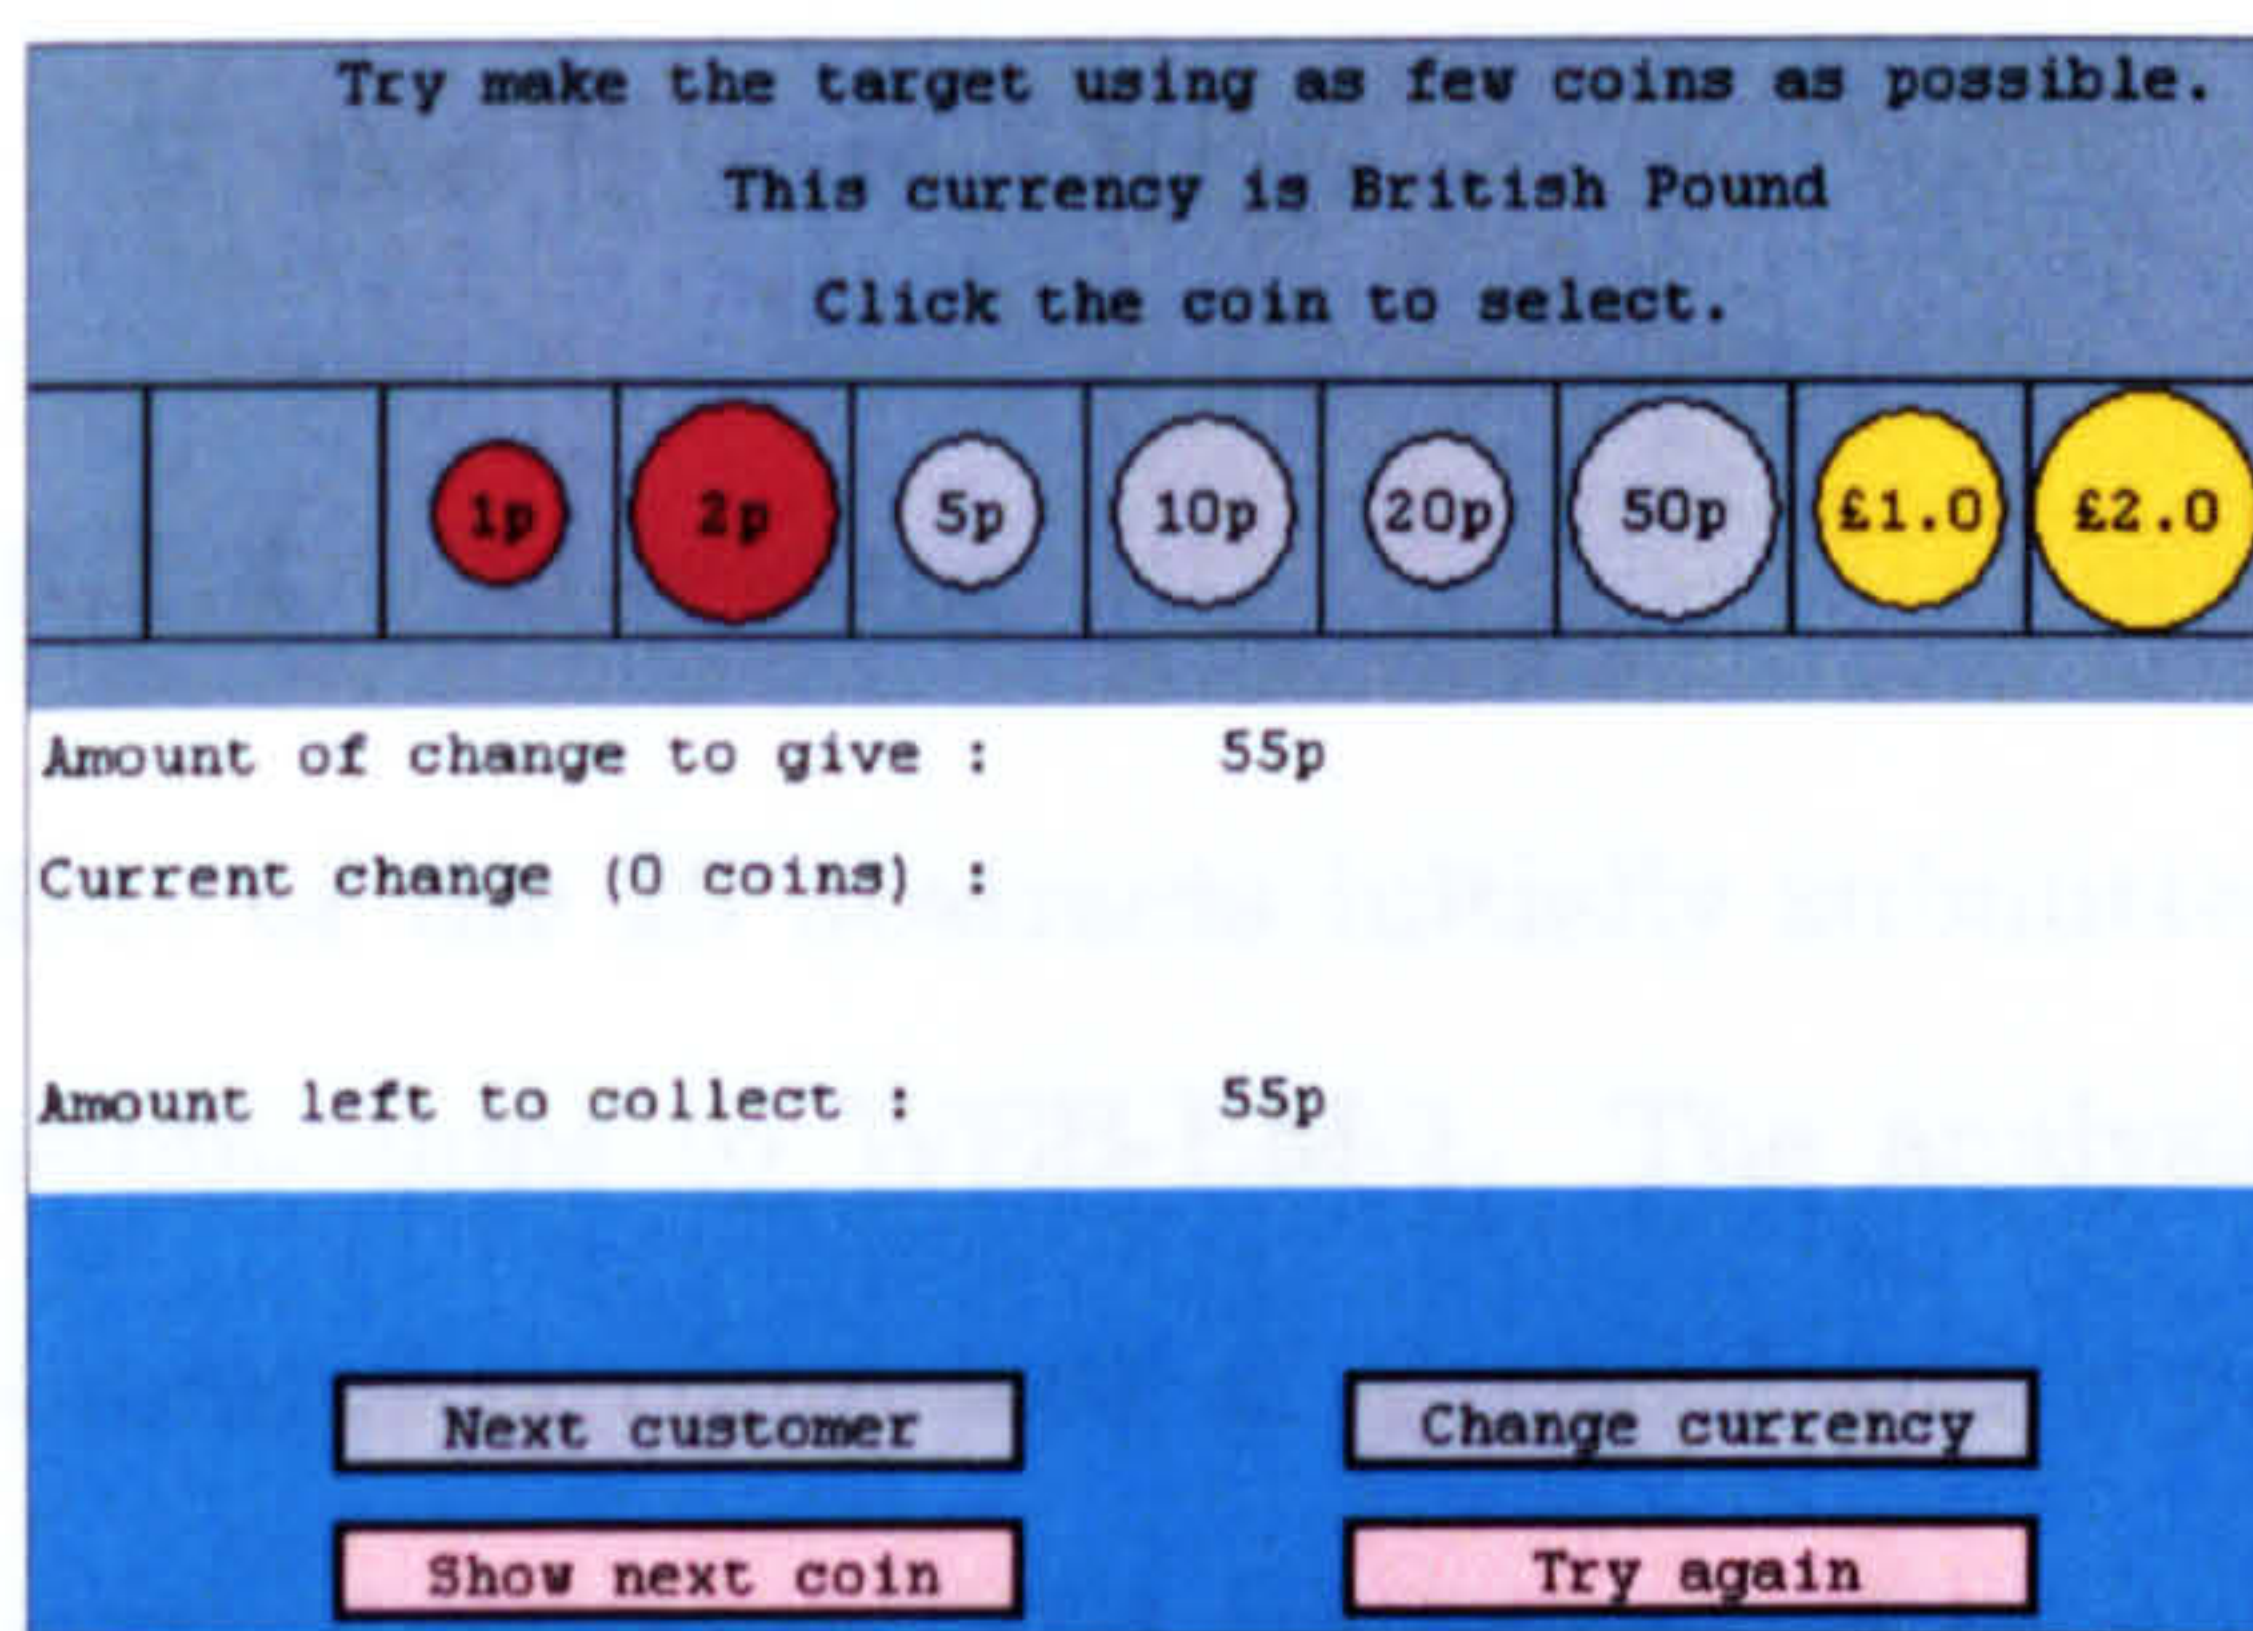 Try make the target using as few coins as possible.
This currency is British Pound
Click the coin to select.
1p 2p 5p 10p 20p 50p £1.0 £2.0
Amount of change to give : 55p
Current change (0 coins) :
Amount left to collect : 55p
Next customer Change currency
Show next coin Try again